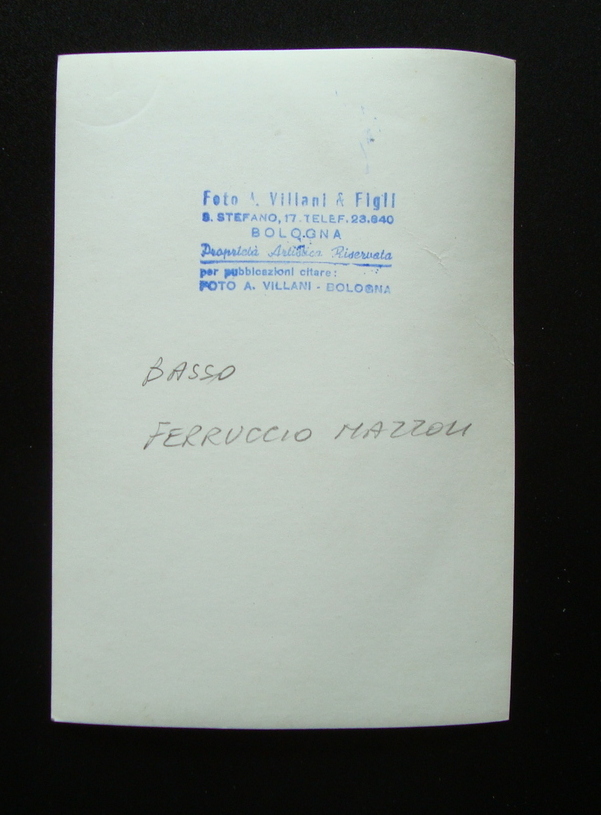 Foto A. Villani & Figli
S. STEFANO, 17 - TELEF. 23.640
BOLOGNA
Proprietà Artistica Riservata
per pubblicazioni citare:
FOTO A. VILLANI - BOLOGNA
BASSO
FERRUCCIO MAZZOLI